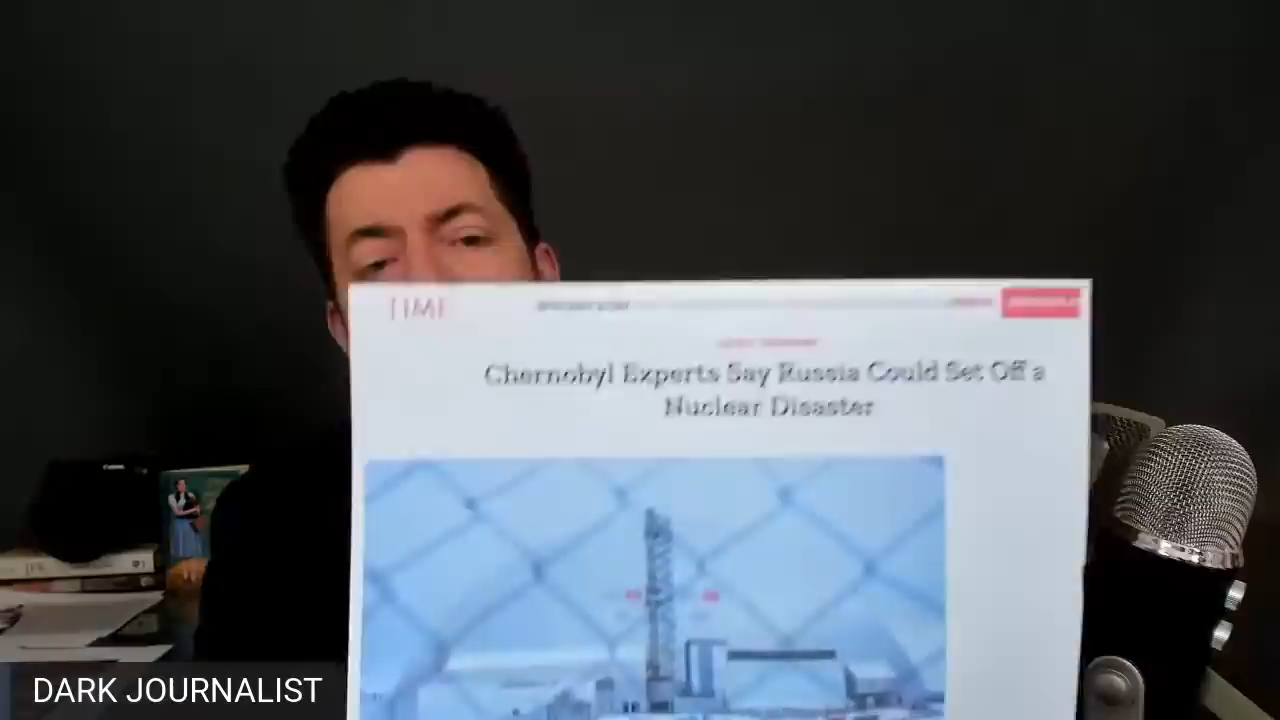 TIME
Chernobyl Experts Say Russia Could Set Off a
Nuclear Disaster
DARK JOURNALIST